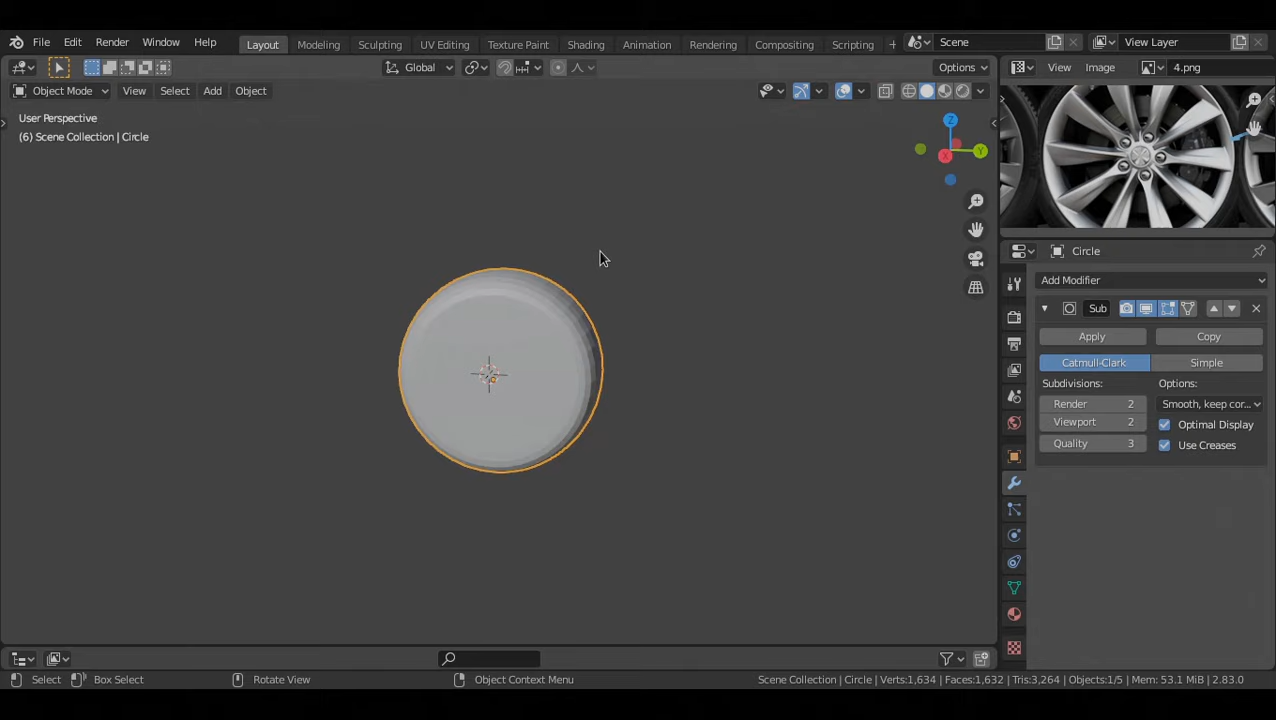 File Edit Render Window Help Layout Modeling Sculpting UV Editing Texture Paint Shading Animation Rendering Compositing Scripting + Scene View Layer
Global Options View Image 4.png
Object Mode View Select Add Object
User Perspective
(6) Scene Collection | Circle
Z
Y
X
Circle
Add Modifier
Sub
Apply Copy
Catmull-Clark Simple
Subdivisions: Options:
Render 2 Smooth, keep cor...
Viewport 2 Optimal Display
Quality 3 Use Creases
Select Box Select Rotate View Object Context Menu Scene Collection | Circle | Verts:1,634 | Faces:1,632 | Tris:3,264 | Objects:1/5 | Mem: 53.1 MiB | 2.83.0